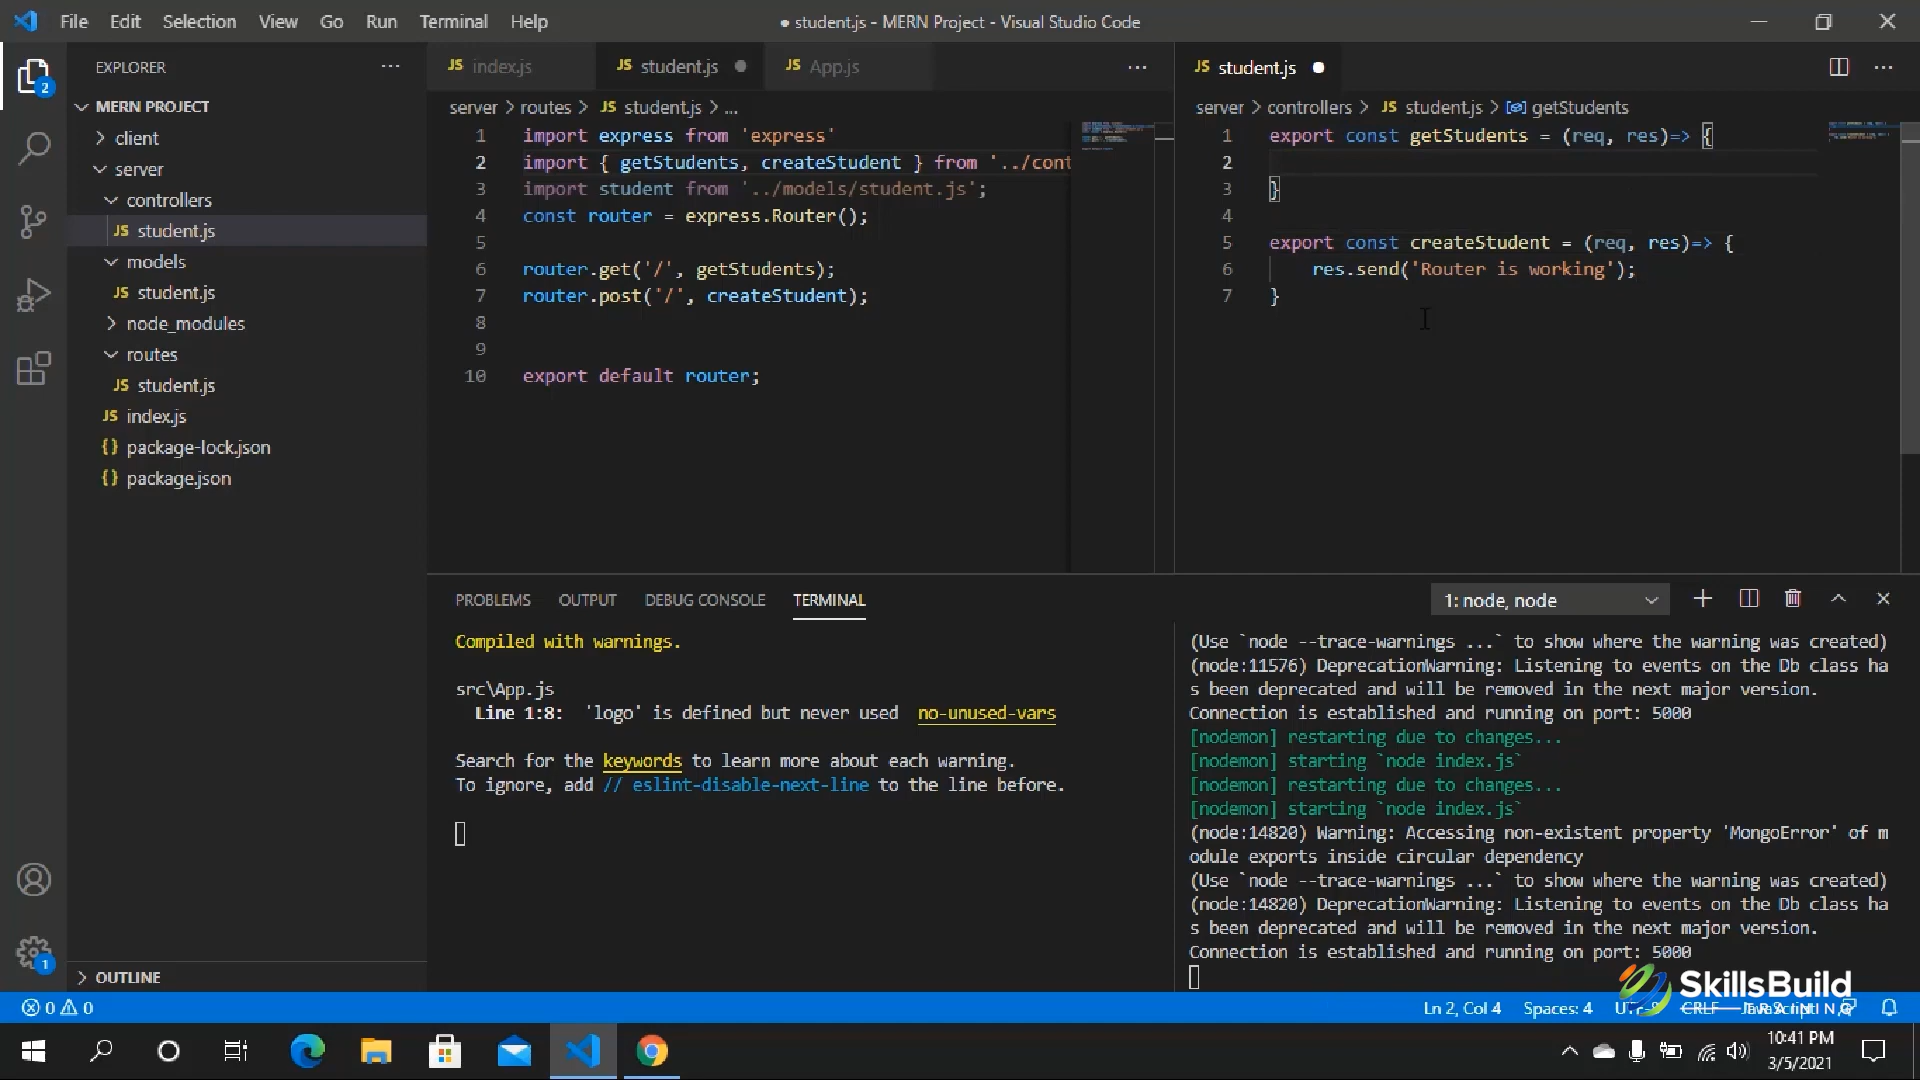 File Edit Selection View Go Run Terminal Help
● student.js - MERN Project - Visual Studio Code
EXPLORER
2
MERN PROJECT
client
server
controllers
JS student.js
models
JS student.js
node_modules
routes
JS student.js
JS index.js
{} package-lock.json
{} package.json
OUTLINE
1
JS index.js
JS student.js
JS App.js
server > routes > JS student.js > ...
1 import express from 'express'
2 import { getStudents, createStudent } from '../cont
3 import student from '../models/student.js';
4 const router = express.Router();
5
6 router.get('/', getStudents);
7 router.post('/', createStudent);
8
9
10 export default router;
JS student.js
server > controllers > JS student.js > getStudents
1 export const getStudents = (req, res)=> {
2
3 }
4
5 export const createStudent = (req, res)=> {
6 res.send('Router is working');
7 }
PROBLEMS OUTPUT DEBUG CONSOLE TERMINAL
1: node, node
Compiled with warnings.
src\App.js
Line 1:8: 'logo' is defined but never used no-unused-vars
Search for the keywords to learn more about each warning.
To ignore, add // eslint-disable-next-line to the line before.
(Use `node --trace-warnings ...` to show where the warning was created)
(node:11576) DeprecationWarning: Listening to events on the Db class ha
s been deprecated and will be removed in the next major version.
Connection is established and running on port: 5000
[nodemon] restarting due to changes...
[nodemon] starting `node index.js`
[nodemon] restarting due to changes...
[nodemon] starting `node index.js`
(node:14820) Warning: Accessing non-existent property 'MongoError' of m
odule exports inside circular dependency
(Use `node --trace-warnings ...` to show where the warning was created)
(node:14820) DeprecationWarning: Listening to events on the Db class ha
s been deprecated and will be removed in the next major version.
Connection is established and running on port: 5000
SkillsBuild
0 0
Ln 2, Col 4 Spaces: 4 CRLF
10:41 PM
3/5/2021